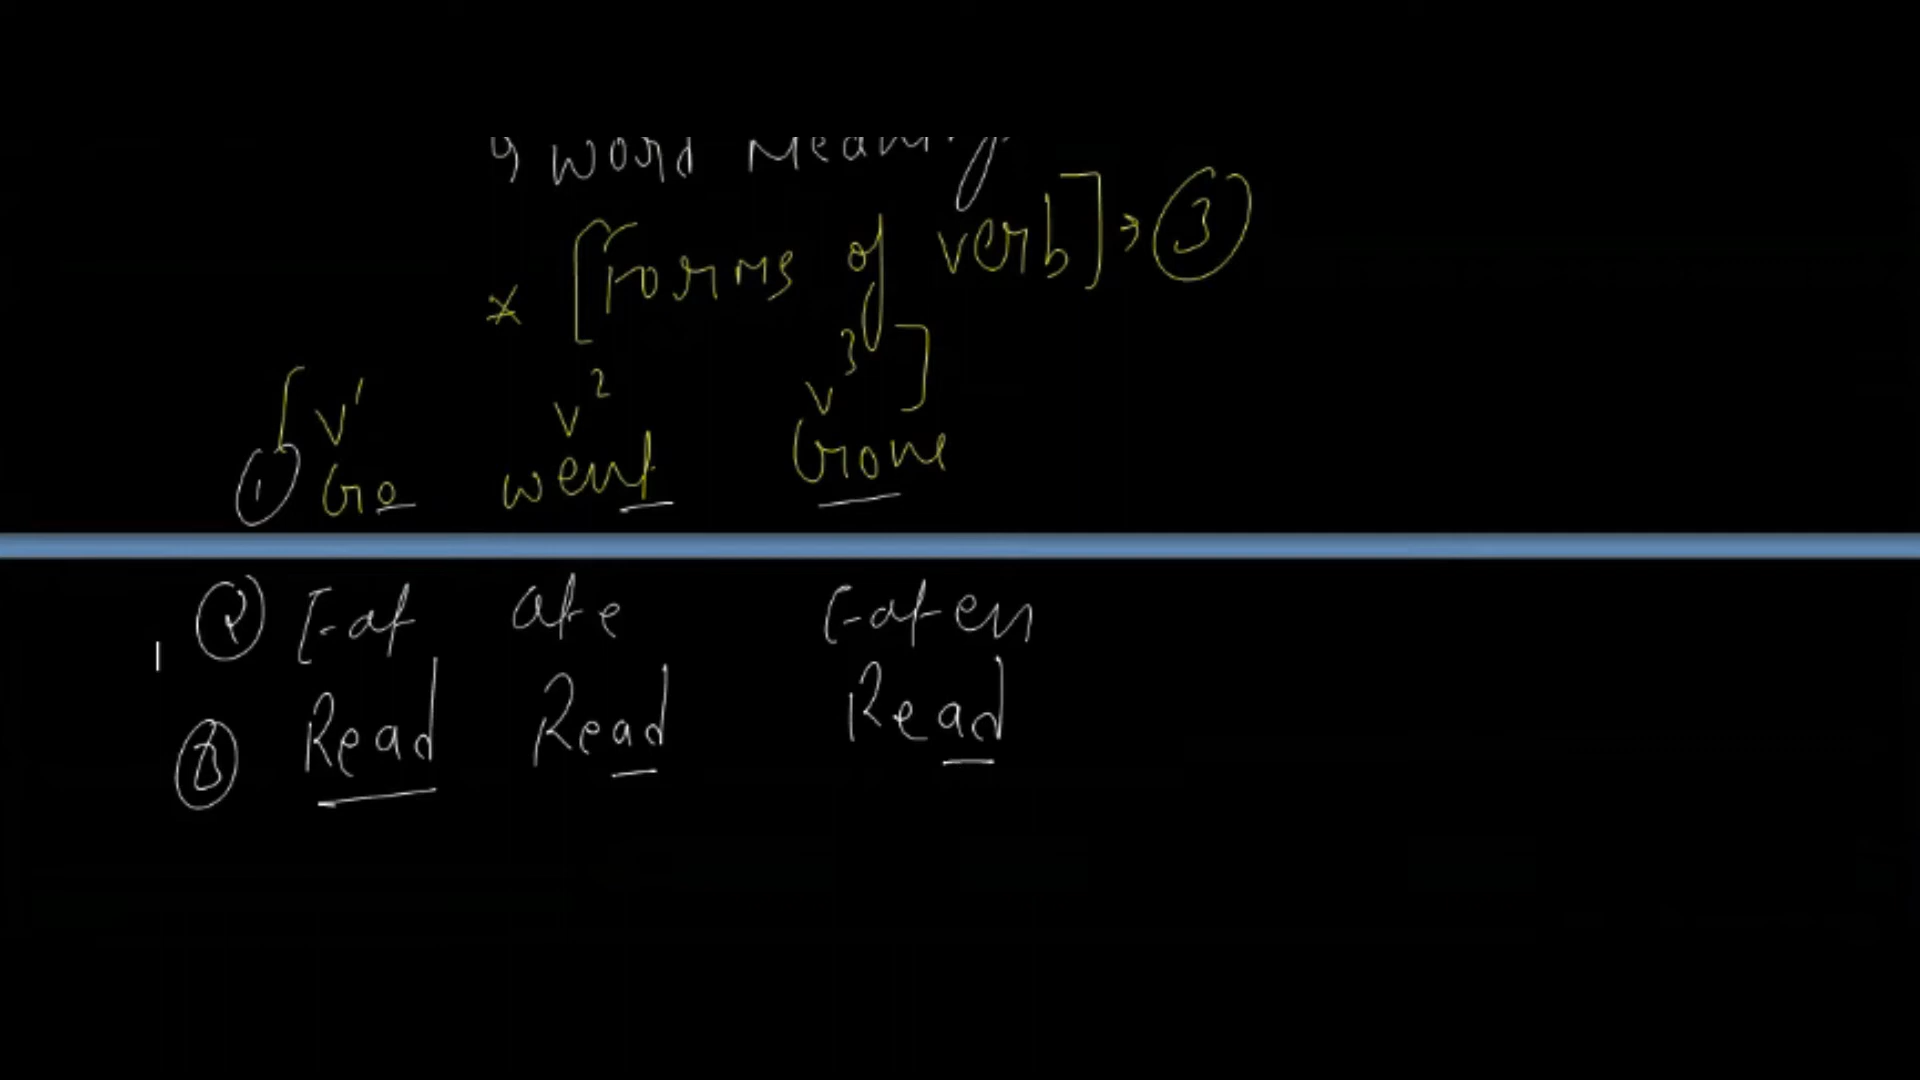 ↳ Word Meaning
* [Forms of verb] → ③
[V¹ V² V³]
① Go went Gone
② Eat ate Eaten
③ Read Read Read